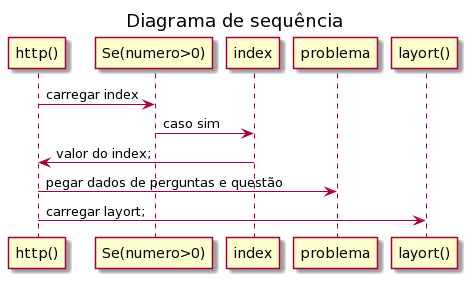 Diagrama de sequência
http() Se(numero>0) index problema layort()
carregar index
caso sim
valor do index;
pegar dados de perguntas e questão
carregar layort;
http() Se(numero>0) index problema layort()